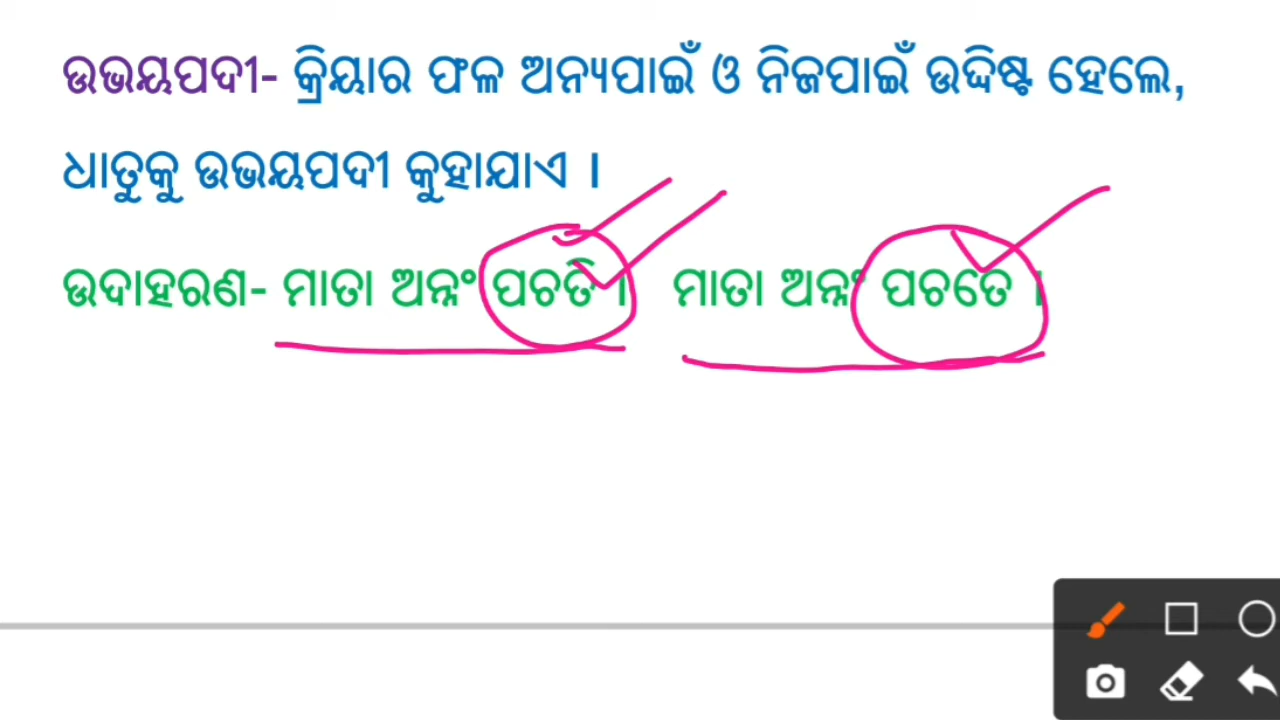 ଉଭୟପଦୀ- କ୍ରିୟାର ଫଳ ଅନ୍ୟପାଇଁ ଓ ନିଜପାଇଁ ଉଦ୍ଦିଷ୍ଟ ହେଲେ,
ଧାତୁକୁ ଉଭୟପଦୀ କୁହାଯାଏ ।
ଉଦାହରଣ- ମାତା ଅନ୍ନଂ ପଚତି । ମାତା ଅନ୍ନଂ ପଚତେ ।